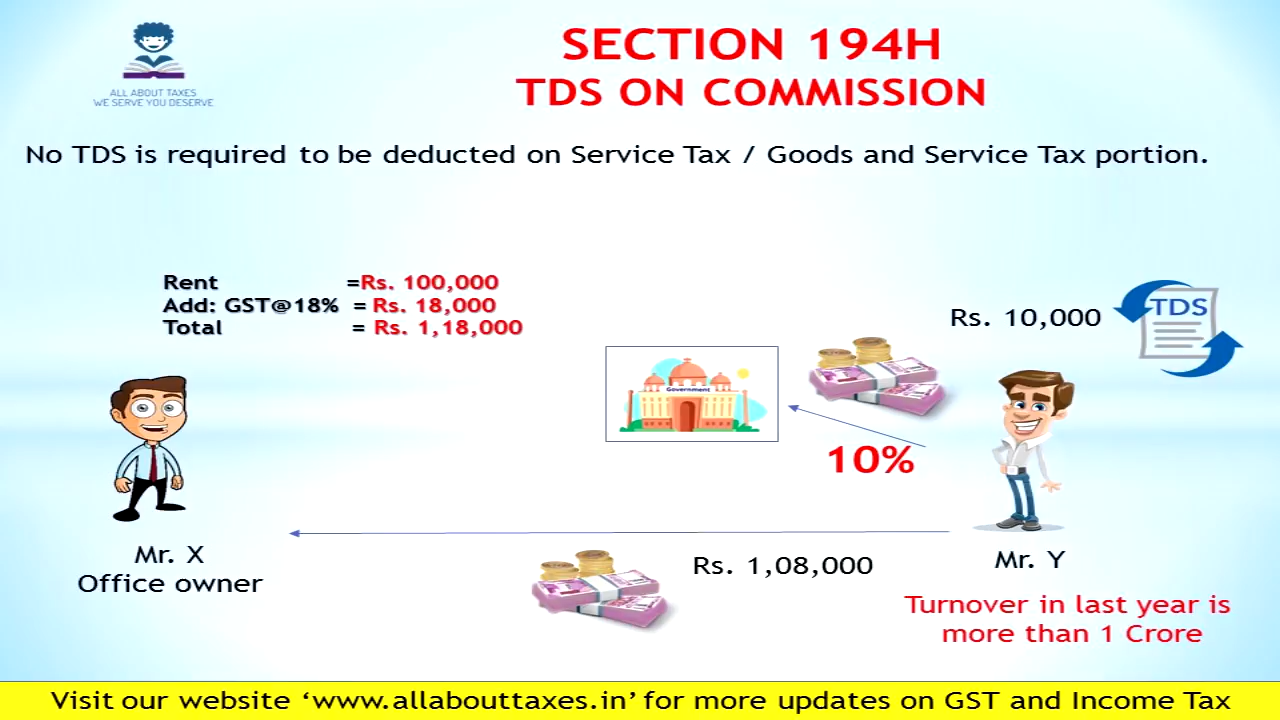 ALL ABOUT TAXES
WE SERVE YOU DESERVE
SECTION 194H
TDS ON COMMISSION
No TDS is required to be deducted on Service Tax / Goods and Service Tax portion.
Rent =Rs. 100,000
Add: GST@18% = Rs. 18,000
Total = Rs. 1,18,000
Rs. 10,000
TDS
Government
10%
Mr. X
Office owner
Rs. 1,08,000
Mr. Y
Turnover in last year is
more than 1 Crore
Visit our website ‘www.allabouttaxes.in’ for more updates on GST and Income Tax